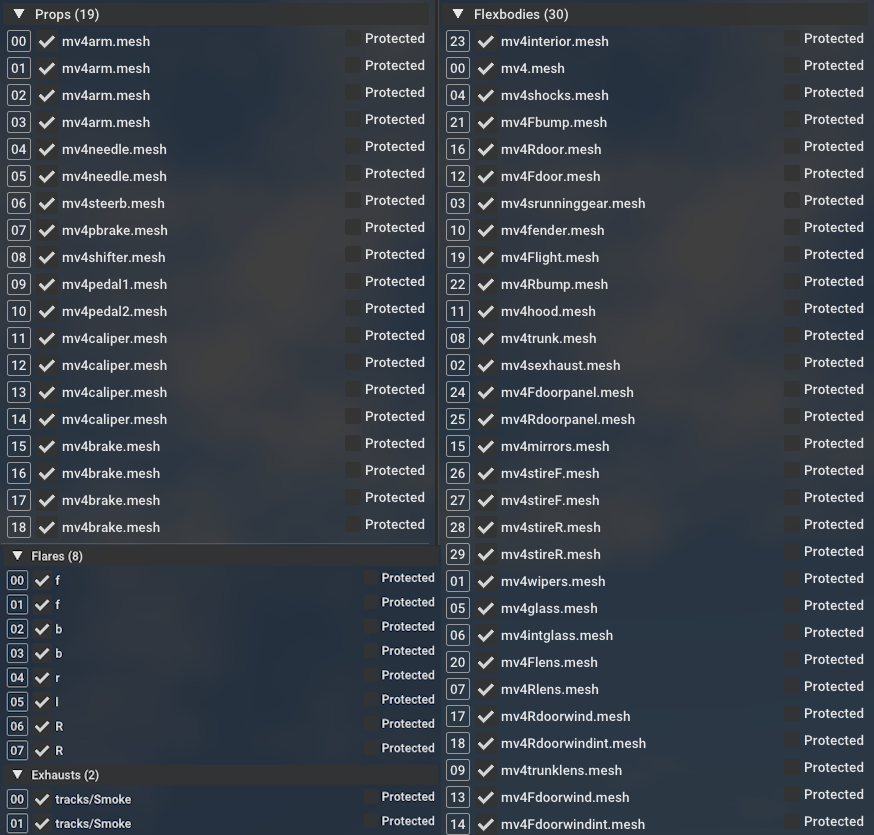 Props (19)
00 mv4arm.mesh Protected
01 mv4arm.mesh Protected
02 mv4arm.mesh Protected
03 mv4arm.mesh Protected
04 mv4needle.mesh Protected
05 mv4needle.mesh Protected
06 mv4steerb.mesh Protected
07 mv4pbrake.mesh Protected
08 mv4shifter.mesh Protected
09 mv4pedal1.mesh Protected
10 mv4pedal2.mesh Protected
11 mv4caliper.mesh Protected
12 mv4caliper.mesh Protected
13 mv4caliper.mesh Protected
14 mv4caliper.mesh Protected
15 mv4brake.mesh Protected
16 mv4brake.mesh Protected
17 mv4brake.mesh Protected
18 mv4brake.mesh Protected
Flares (8)
00 f Protected
01 f Protected
02 b Protected
03 b Protected
04 r Protected
05 l Protected
06 R Protected
07 R Protected
Exhausts (2)
00 tracks/Smoke Protected
01 tracks/Smoke Protected
Flexbodies (30)
23 mv4interior.mesh Protected
00 mv4.mesh Protected
04 mv4shocks.mesh Protected
21 mv4Fbump.mesh Protected
16 mv4Rdoor.mesh Protected
12 mv4Fdoor.mesh Protected
03 mv4srunninggear.mesh Protected
10 mv4fender.mesh Protected
19 mv4Flight.mesh Protected
22 mv4Rbump.mesh Protected
11 mv4hood.mesh Protected
08 mv4trunk.mesh Protected
02 mv4sexhaust.mesh Protected
24 mv4Fdoorpanel.mesh Protected
25 mv4Rdoorpanel.mesh Protected
15 mv4mirrors.mesh Protected
26 mv4stireF.mesh Protected
27 mv4stireF.mesh Protected
28 mv4stireR.mesh Protected
29 mv4stireR.mesh Protected
01 mv4wipers.mesh Protected
05 mv4glass.mesh Protected
06 mv4intglass.mesh Protected
20 mv4Flens.mesh Protected
07 mv4Rlens.mesh Protected
17 mv4Rdoorwind.mesh Protected
18 mv4Rdoorwindint.mesh Protected
09 mv4trunklens.mesh Protected
13 mv4Fdoorwind.mesh Protected
14 mv4Fdoorwindint.mesh Protected